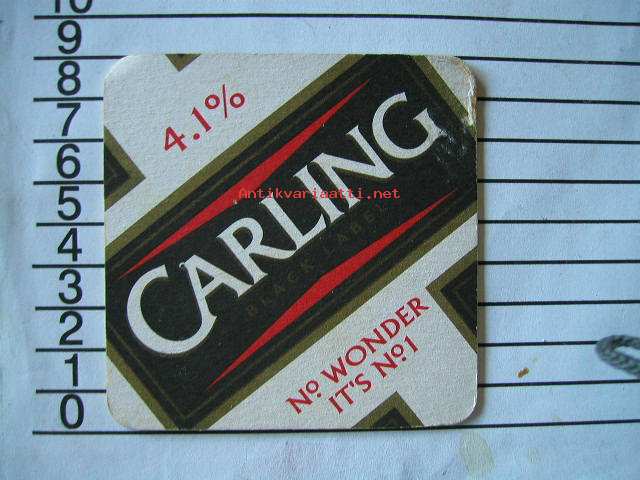 10
9
8
7
6
5
4
3
2
1
0
4.1%
CARLING
BLACK LABEL
No WONDER
IT'S No1
Antikvariaatti.net